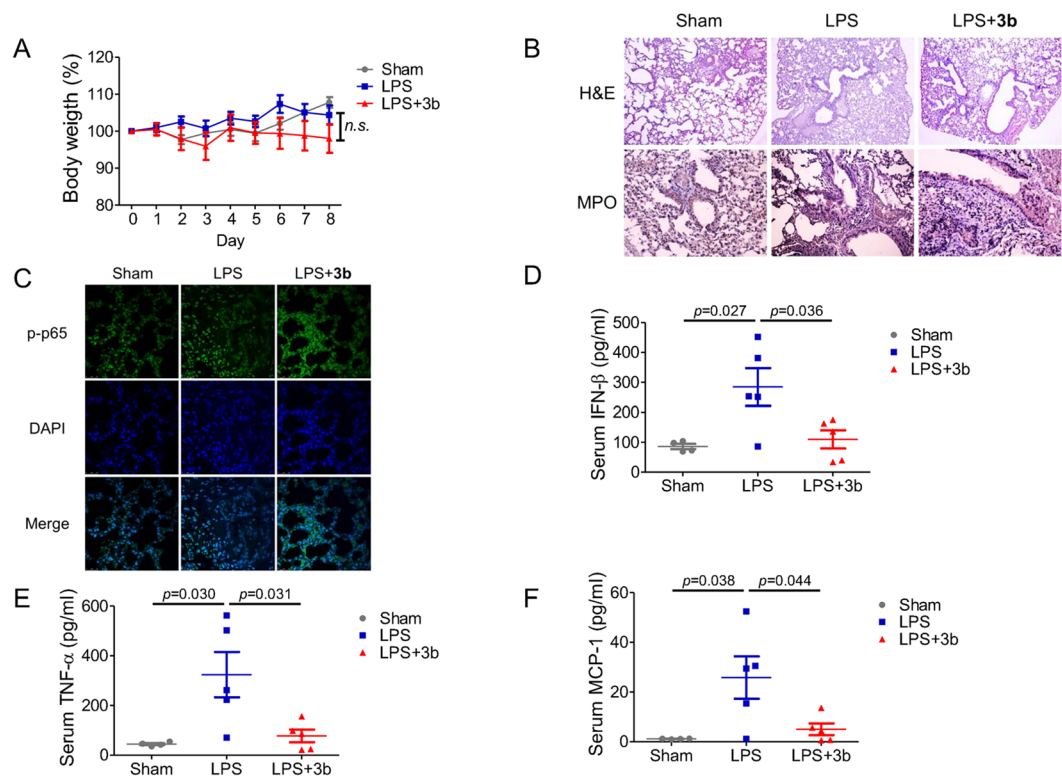 A
Body weigth (%)
120
110
100
90
80
0 1 2 3 4 5 6 7 8
Day
Sham
LPS
LPS+3b
n.s.
B
Sham LPS LPS+3b
H&E
MPO
C
Sham LPS LPS+3b
p-p65
DAPI
Merge
D
Serum IFN-β (pg/ml)
500
400
300
200
100
0
p=0.027 p=0.036
Sham LPS LPS+3b
Sham
LPS
LPS+3b
E
Serum TNF-α (pg/ml)
600
400
200
0
p=0.030 p=0.031
Sham LPS LPS+3b
Sham
LPS
LPS+3b
F
Serum MCP-1 (pg/ml)
60
40
20
0
p=0.038 p=0.044
Sham LPS LPS+3b
Sham
LPS
LPS+3b